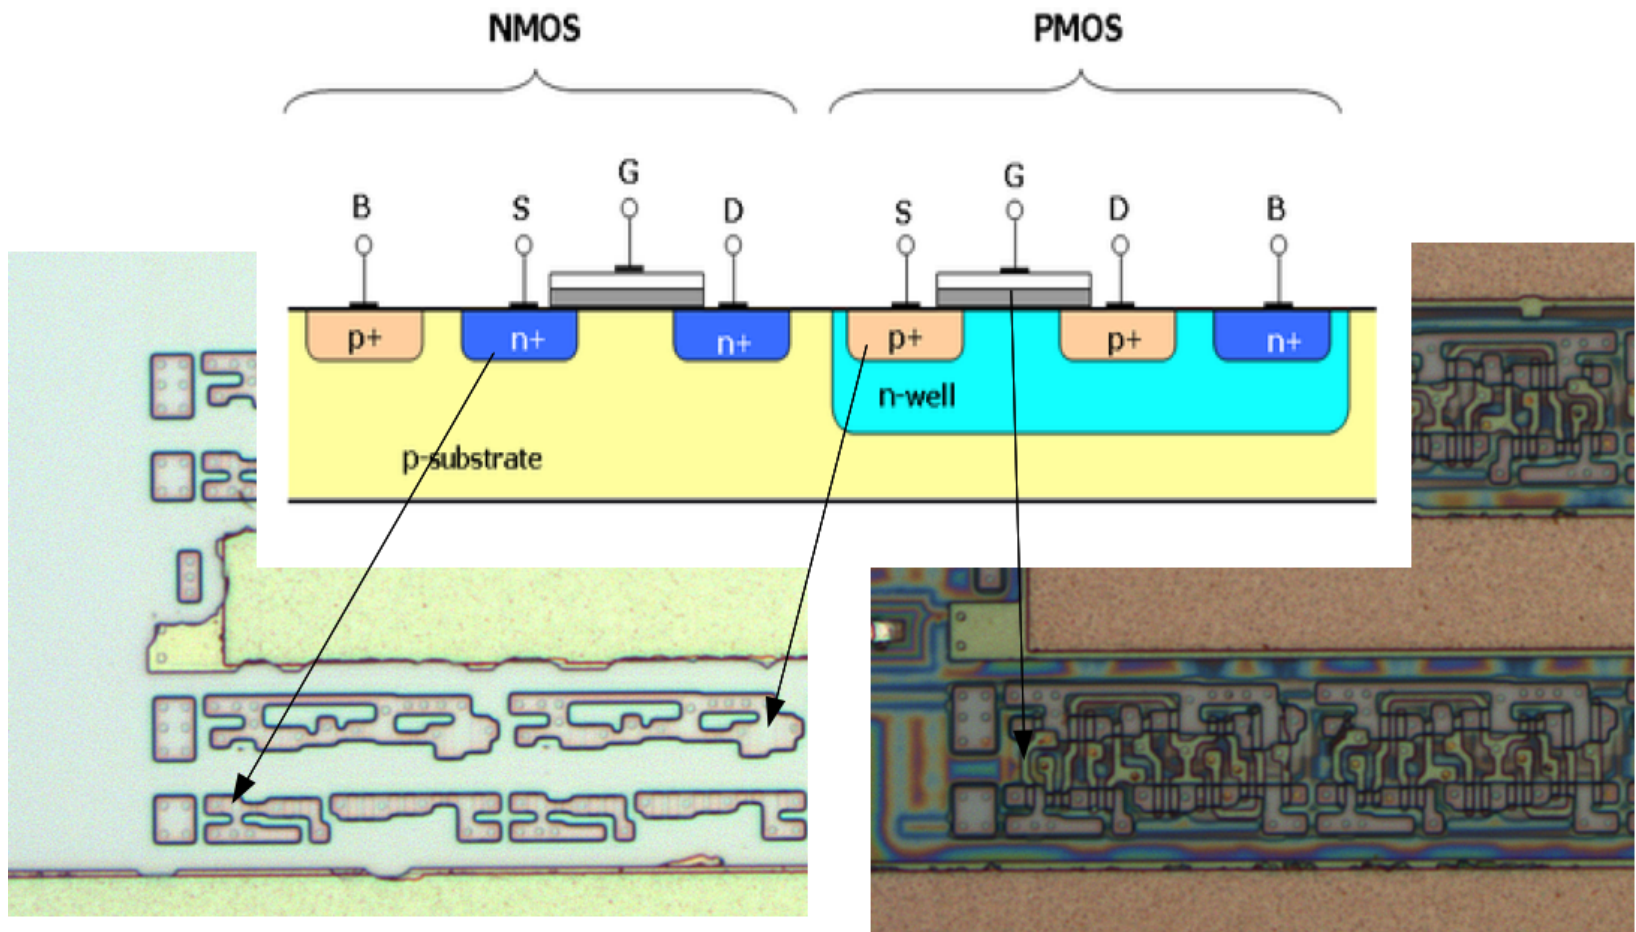 NMOS PMOS
G G
B S D S D B
p+ n+ n+ p+ p+ n+
n-well
p-substrate